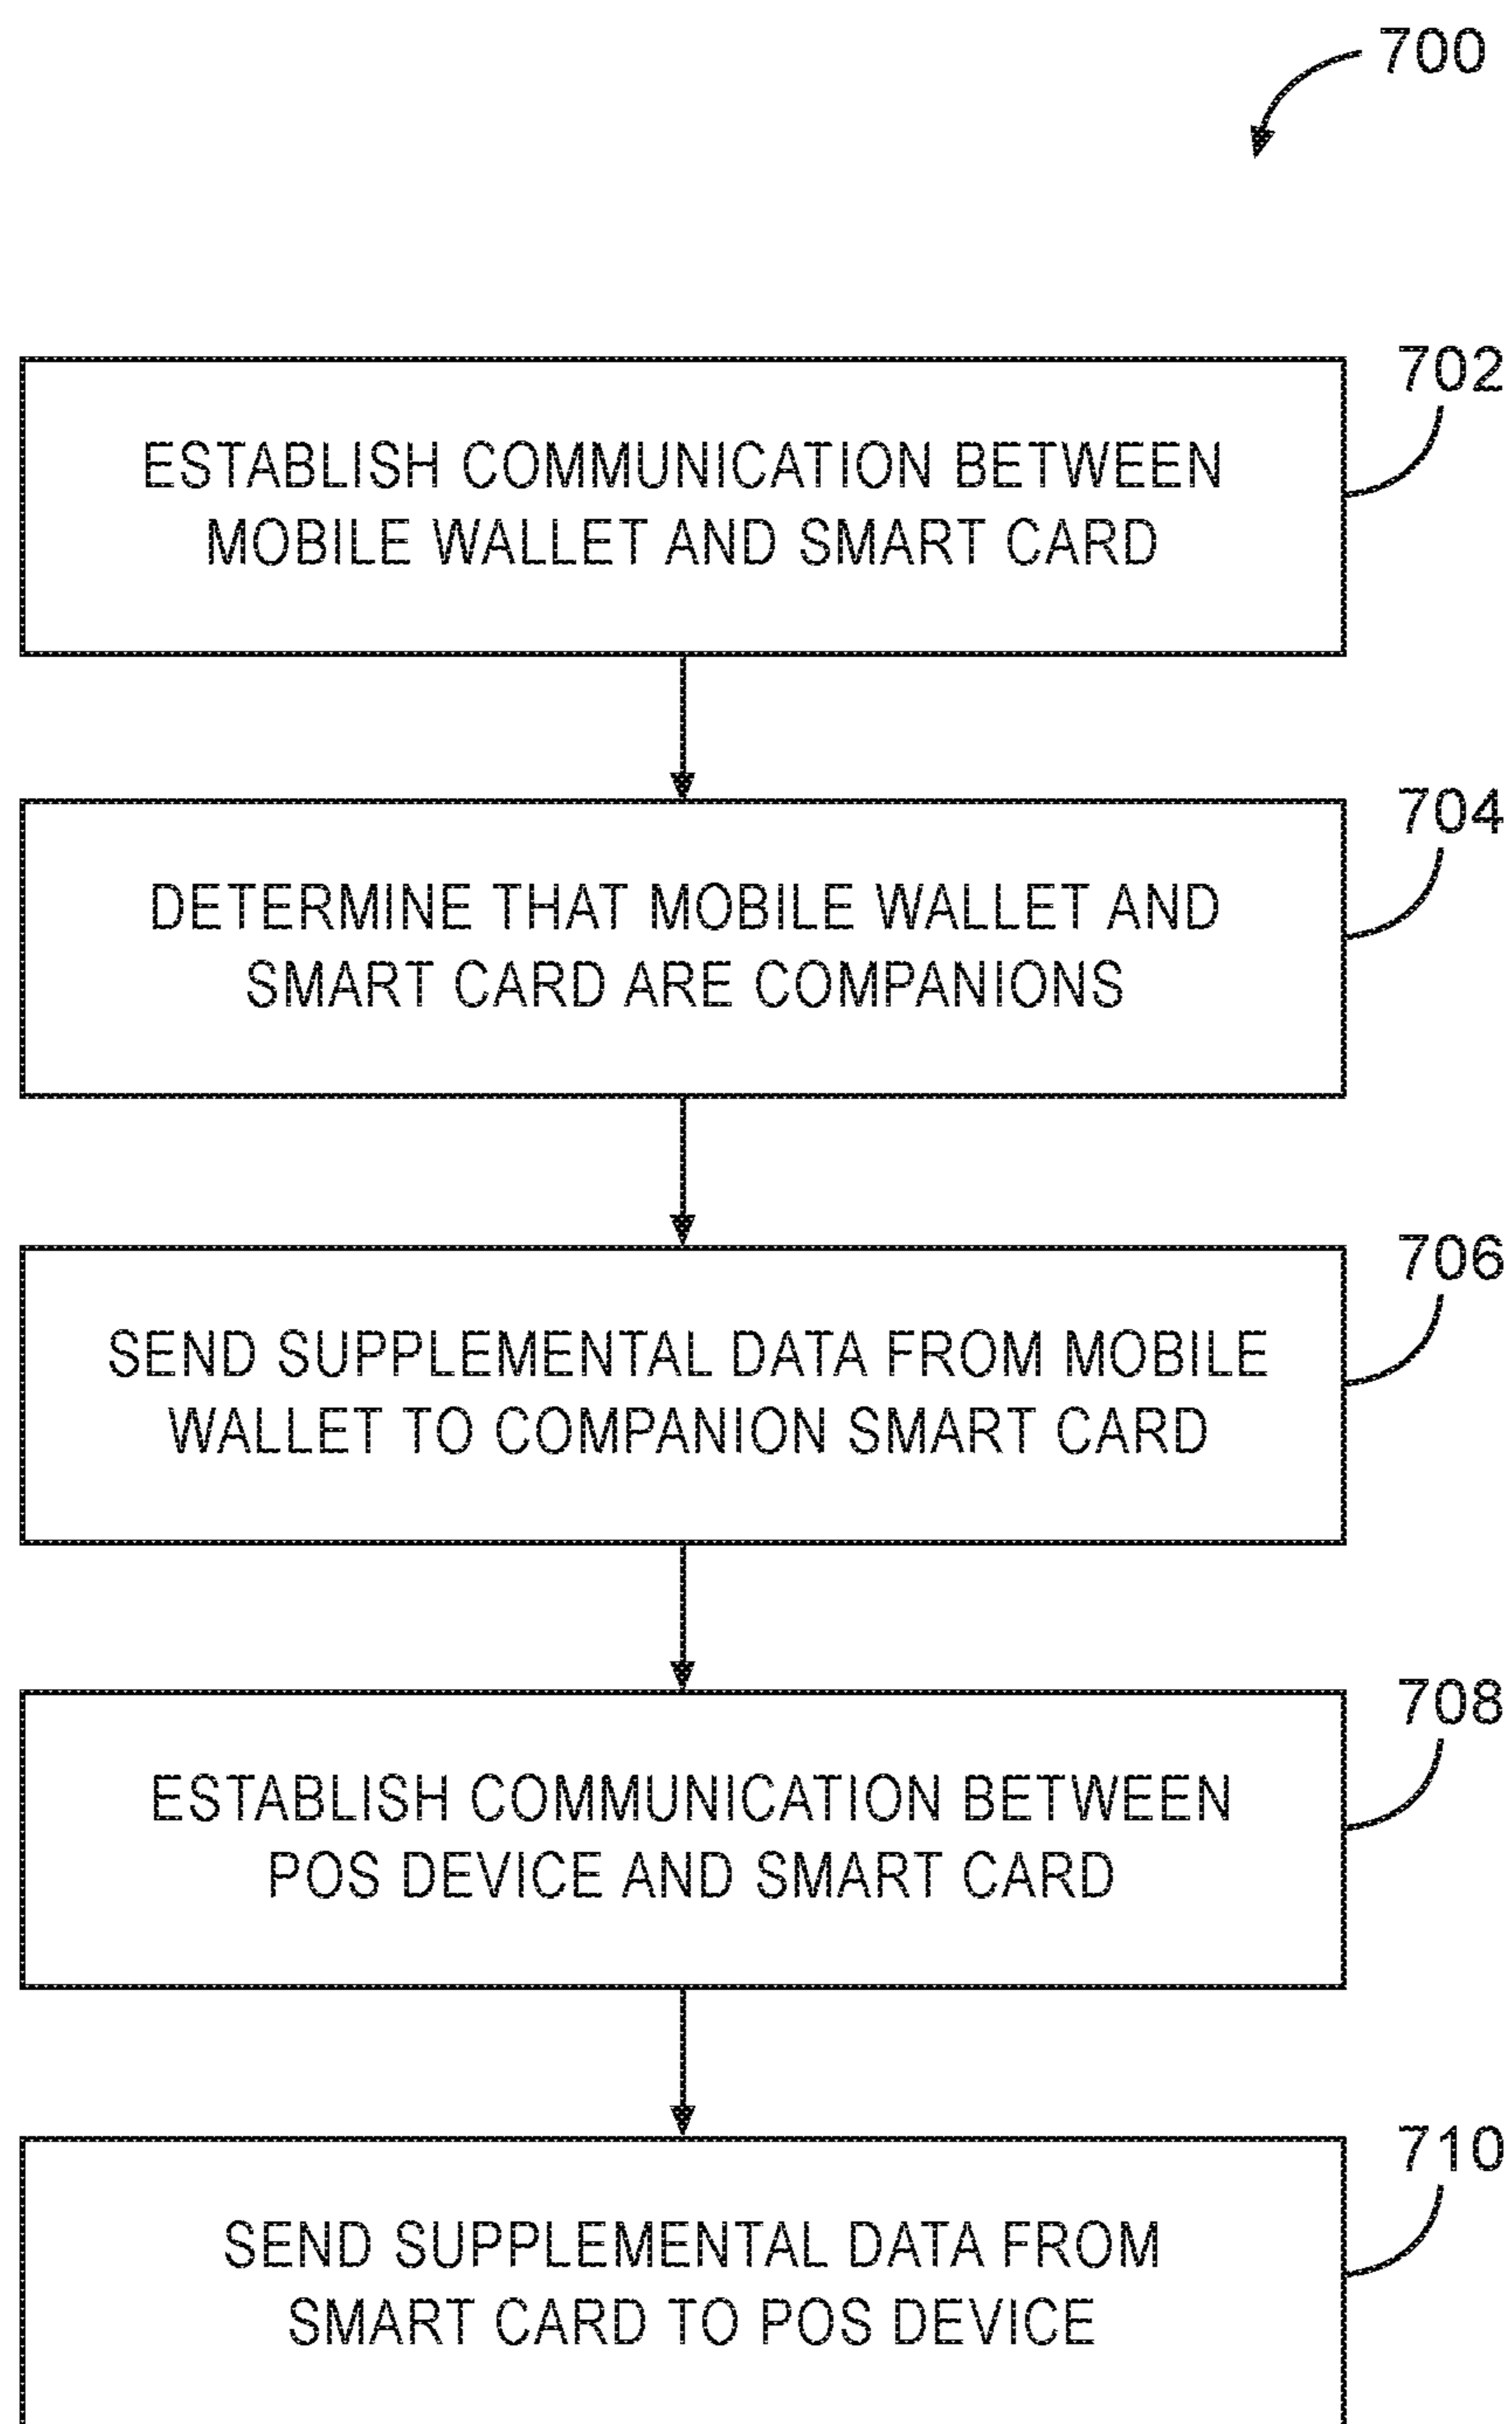 700
702
ESTABLISH COMMUNICATION BETWEEN
MOBILE WALLET AND SMART CARD
704
DETERMINE THAT MOBILE WALLET AND
SMART CARD ARE COMPANIONS
706
SEND SUPPLEMENTAL DATA FROM MOBILE
WALLET TO COMPANION SMART CARD
708
ESTABLISH COMMUNICATION BETWEEN
POS DEVICE AND SMART CARD
710
SEND SUPPLEMENTAL DATA FROM
SMART CARD TO POS DEVICE